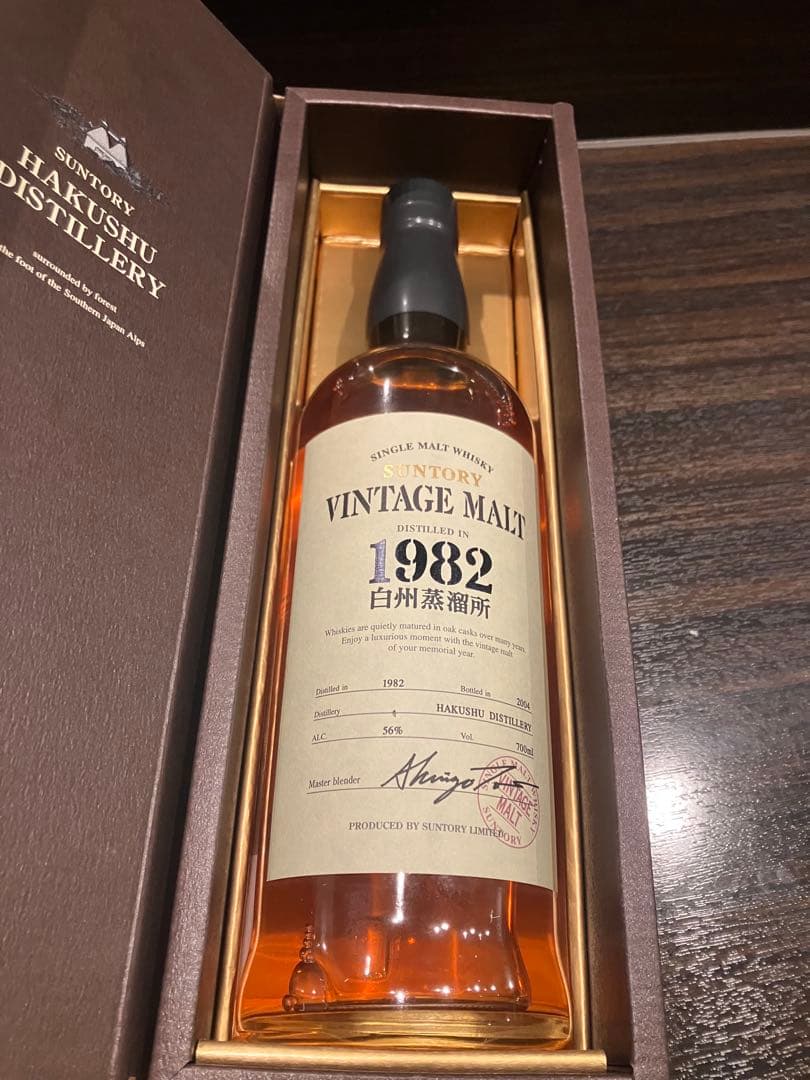 SUNTORY
HAKUSHU
DISTILLERY
surrounded by forest
the foot of the Southern Japan Alps
SINGLE MALT WHISKY
SUNTORY
VINTAGE MALT
DISTILLED IN
1982
白州蒸溜所
Whiskies are quietly matured in oak casks over many years.
Enjoy a luxurious moment with the vintage malt
of your memorial year.
Distilled in 1982 Bottled in 2004
Distillery HAKUSHU DISTILLERY
ALC. 56% Vol. 700ml
Master blender
PRODUCED BY SUNTORY LIMITED
SINGLE MALT WHISKY
VINTAGE
MALT
SUNTORY